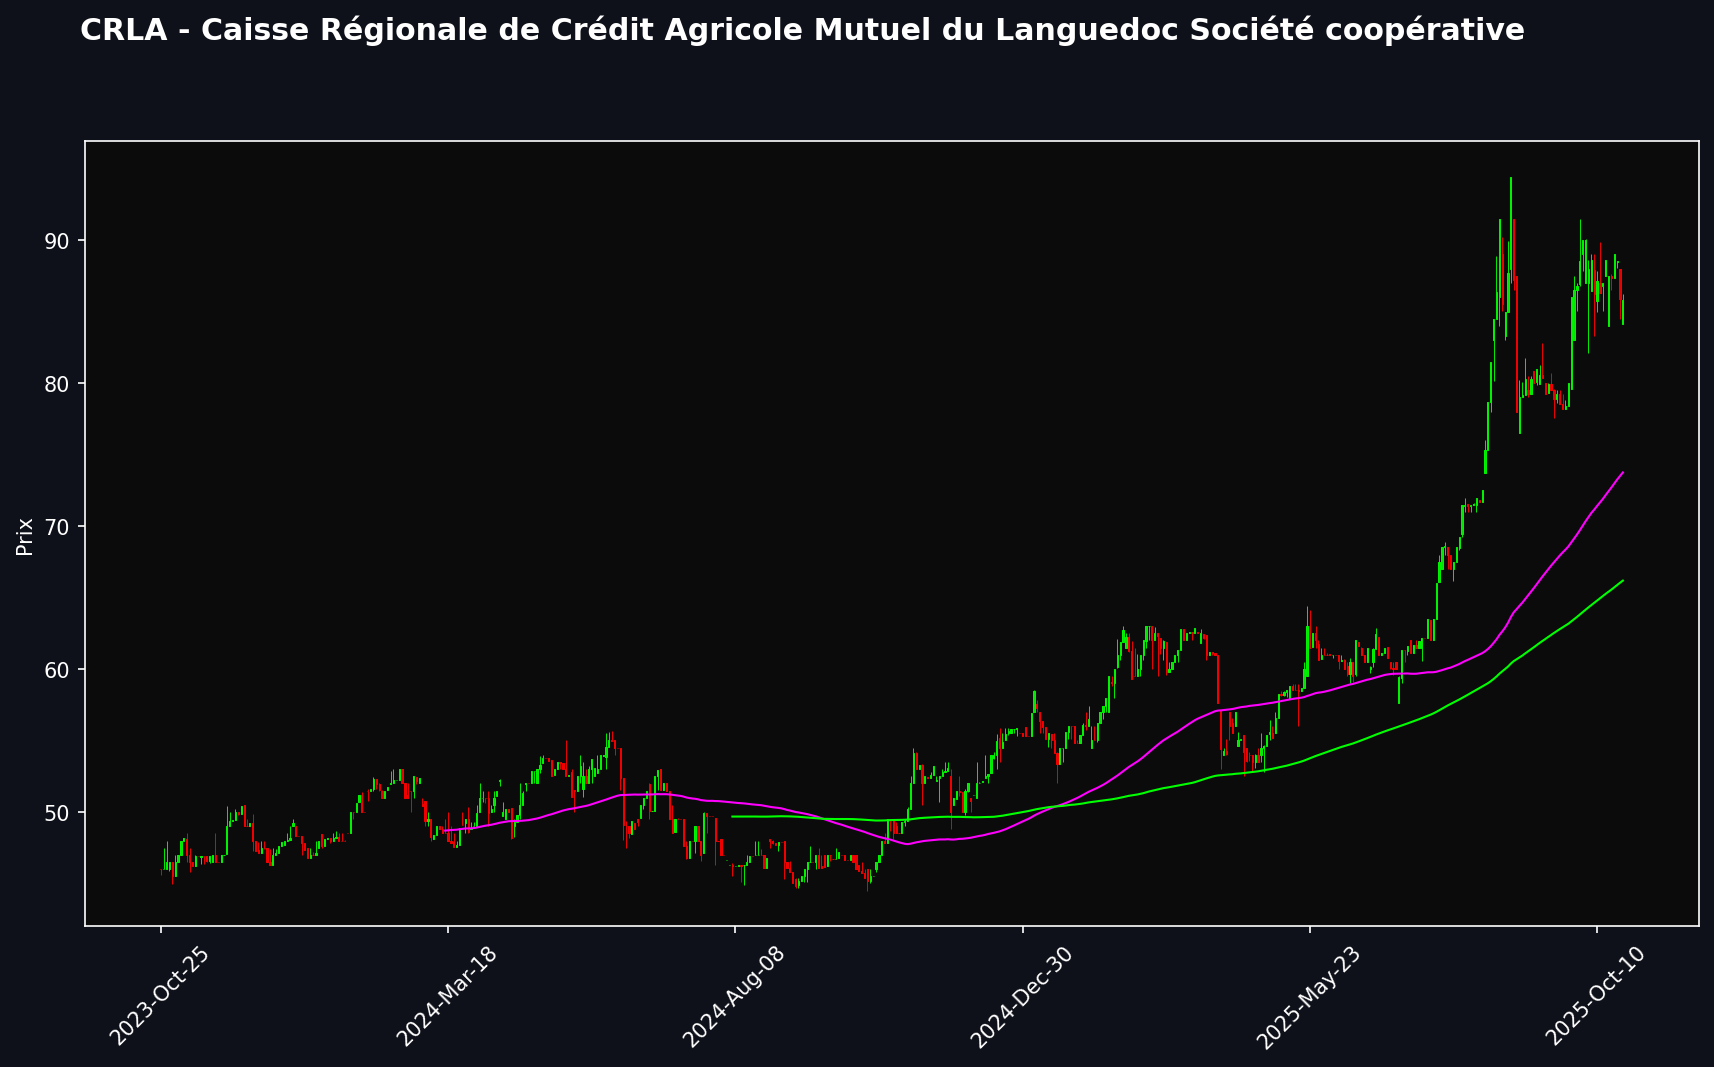 CRLA - Caisse Régionale de Crédit Agricole Mutuel du Languedoc Société coopérative
90
80
70
60
50
Prix
2023-Oct-25
2024-Mar-18
2024-Aug-08
2024-Dec-30
2025-May-23
2025-Oct-10